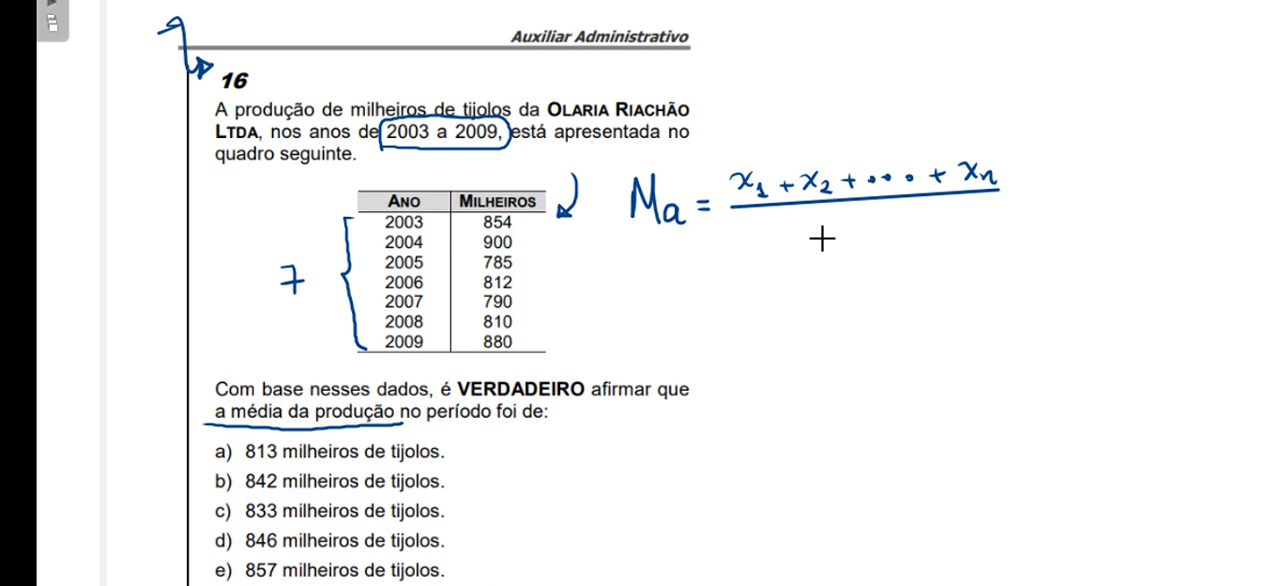 Auxiliar Administrativo
16
A produção de milheiros de tijolos da OLARIA RIACHÃO
LTDA, nos anos de 2003 a 2009, está apresentada no
quadro seguinte.
ANO MILHEIROS
2003 854
2004 900
2005 785
2006 812
2007 790
2008 810
2009 880
7
Ma = x1 + x2 + .... + xn
Com base nesses dados, é VERDADEIRO afirmar que
a média da produção no período foi de:
a) 813 milheiros de tijolos.
b) 842 milheiros de tijolos.
c) 833 milheiros de tijolos.
d) 846 milheiros de tijolos.
e) 857 milheiros de tijolos.